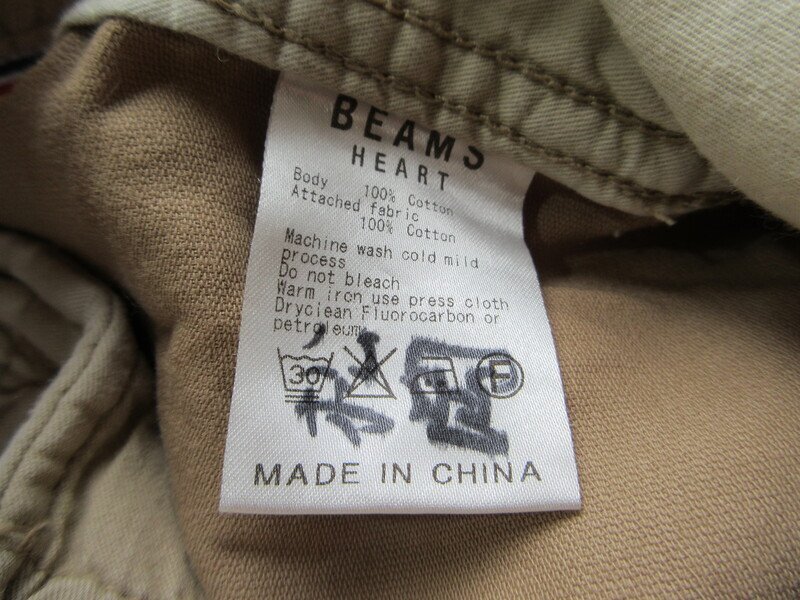 BEAMS
HEART
Body 100% Cotton
Attached fabric
100% Cotton
Machine wash cold mild
process
Do not bleach
Warm iron use press cloth
Dryclean Fluorocarbon or
petroleum
30 F
MADE IN CHINA